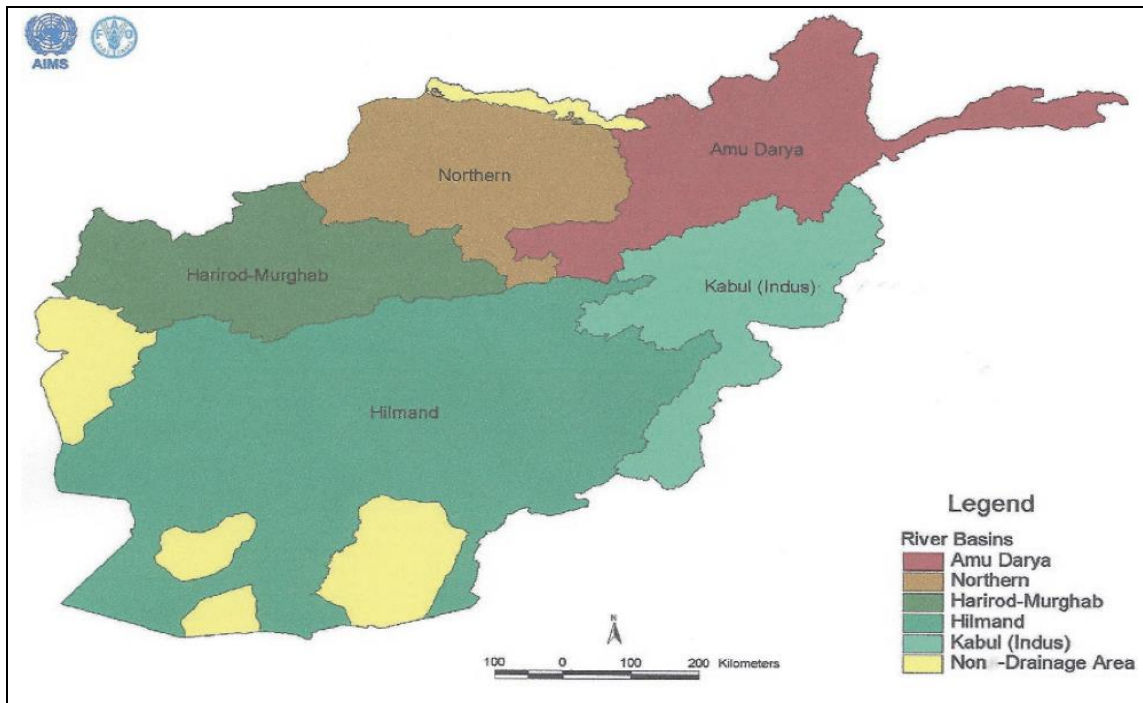 AIMS
F A O
Amu Darya
Northern
Harirod-Murghab
Kabul (Indus)
Hilmand
Legend
River Basins
Amu Darya
Northern
Harirod-Murghab
Hilmand
Kabul (Indus)
Non -Drainage Area
N
100 0 100 200 Kilometers